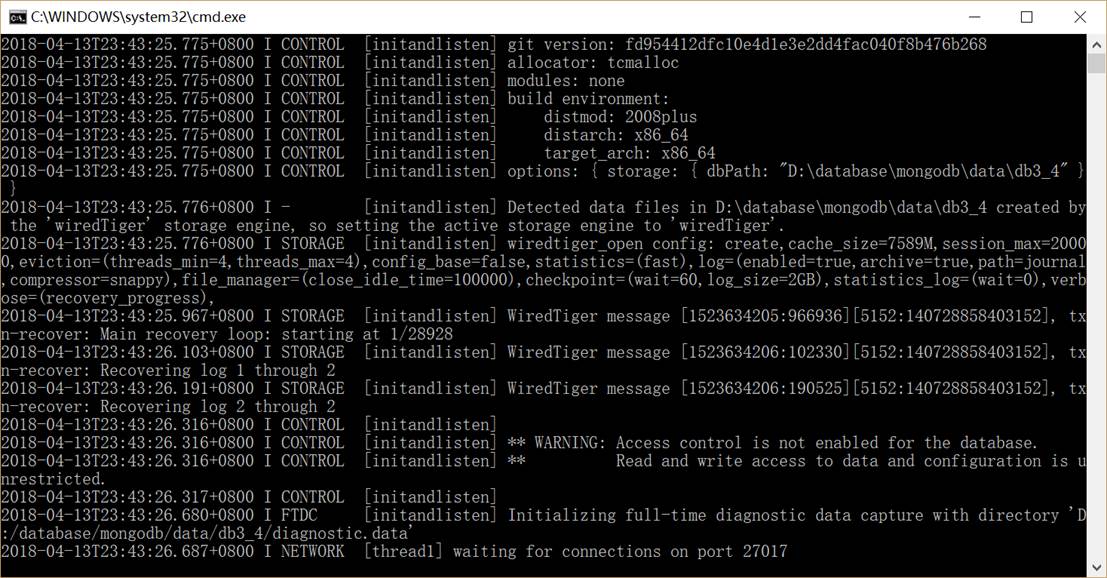 C:\WINDOWS\system32\cmd.exe
2018-04-13T23:43:25.775+0800 I CONTROL  [initandlisten] git version: fd954412dfc10e4d1e3e2dd4fac040f8b476b268
2018-04-13T23:43:25.775+0800 I CONTROL  [initandlisten] allocator: tcmalloc
2018-04-13T23:43:25.775+0800 I CONTROL  [initandlisten] modules: none
2018-04-13T23:43:25.775+0800 I CONTROL  [initandlisten] build environment:
2018-04-13T23:43:25.775+0800 I CONTROL  [initandlisten]     distmod: 2008plus
2018-04-13T23:43:25.775+0800 I CONTROL  [initandlisten]     distarch: x86_64
2018-04-13T23:43:25.775+0800 I CONTROL  [initandlisten]     target_arch: x86_64
2018-04-13T23:43:25.775+0800 I CONTROL  [initandlisten] options: { storage: { dbPath: "D:\database\mongodb\data\db3_4" }
 }
2018-04-13T23:43:25.776+0800 I -        [initandlisten] Detected data files in D:\database\mongodb\data\db3_4 created by
 the 'wiredTiger' storage engine, so setting the active storage engine to 'wiredTiger'.
2018-04-13T23:43:25.776+0800 I STORAGE  [initandlisten] wiredtiger_open config: create,cache_size=7589M,session_max=2000
0,eviction=(threads_min=4,threads_max=4),config_base=false,statistics=(fast),log=(enabled=true,archive=true,path=journal
,compressor=snappy),file_manager=(close_idle_time=100000),checkpoint=(wait=60,log_size=2GB),statistics_log=(wait=0),verb
ose=(recovery_progress),
2018-04-13T23:43:25.967+0800 I STORAGE  [initandlisten] WiredTiger message [1523634205:966936][5152:140728858403152], tx
n-recover: Main recovery loop: starting at 1/28928
2018-04-13T23:43:26.103+0800 I STORAGE  [initandlisten] WiredTiger message [1523634206:102330][5152:140728858403152], tx
n-recover: Recovering log 1 through 2
2018-04-13T23:43:26.191+0800 I STORAGE  [initandlisten] WiredTiger message [1523634206:190525][5152:140728858403152], tx
n-recover: Recovering log 2 through 2
2018-04-13T23:43:26.316+0800 I CONTROL  [initandlisten]
2018-04-13T23:43:26.316+0800 I CONTROL  [initandlisten] ** WARNING: Access control is not enabled for the database.
2018-04-13T23:43:26.316+0800 I CONTROL  [initandlisten] **          Read and write access to data and configuration is u
nrestricted.
2018-04-13T23:43:26.317+0800 I CONTROL  [initandlisten]
2018-04-13T23:43:26.680+0800 I FTDC     [initandlisten] Initializing full-time diagnostic data capture with directory 'D
:/database/mongodb/data/db3_4/diagnostic.data'
2018-04-13T23:43:26.687+0800 I NETWORK  [thread1] waiting for connections on port 27017